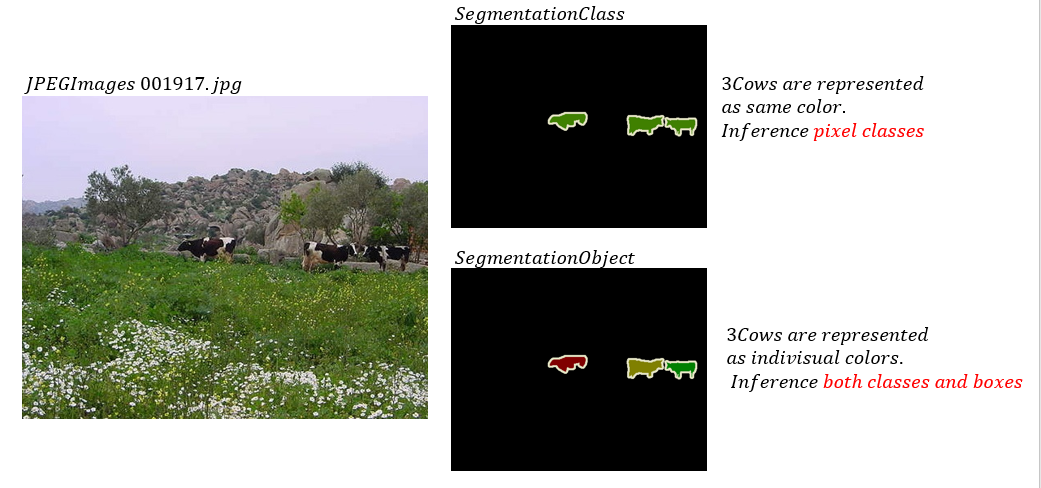 SegmentationClass
JPEGImages 001917.jpg
3Cows are represented
as same color.
Inference pixel classes
SegmentationObject
3Cows are represented
as indivisual colors.
Inference both classes and boxes